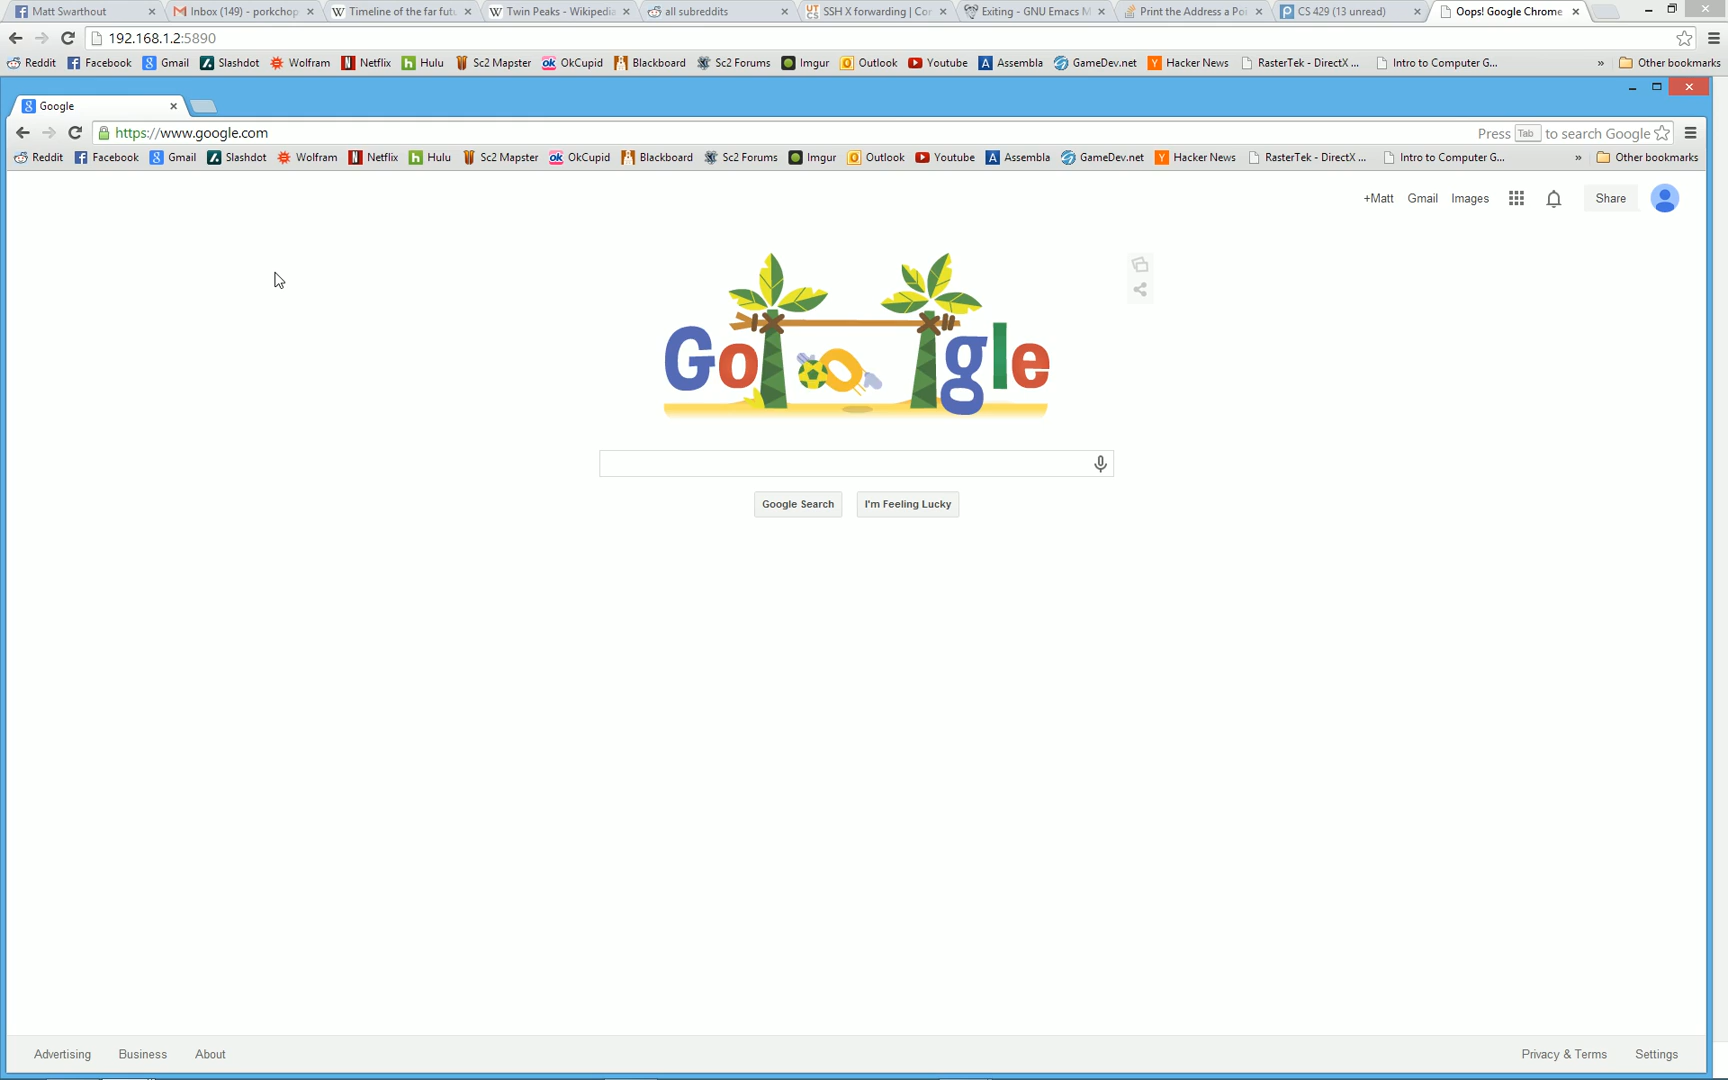 Matt Swarthout Inbox (149) - porkchop Timeline of the far futu Twin Peaks - Wikipedia all subreddits SSH X forwarding | Cor Exiting - GNU Emacs M Print the Address a Poi CS 429 (13 unread) Oops! Google Chrome
192.168.1.2:5890
Reddit Facebook Gmail Slashdot Wolfram Netflix Hulu Sc2 Mapster OkCupid Blackboard Sc2 Forums Imgur Outlook Youtube Assembla GameDev.net Hacker News RasterTek - DirectX ... Intro to Computer G... » Other bookmarks
Google
https://www.google.com Press Tab to search Google
Reddit Facebook Gmail Slashdot Wolfram Netflix Hulu Sc2 Mapster OkCupid Blackboard Sc2 Forums Imgur Outlook Youtube Assembla GameDev.net Hacker News RasterTek - DirectX ... Intro to Computer G... » Other bookmarks
+Matt Gmail Images Share
Google
Google Search I'm Feeling Lucky
Advertising Business About Privacy & Terms Settings